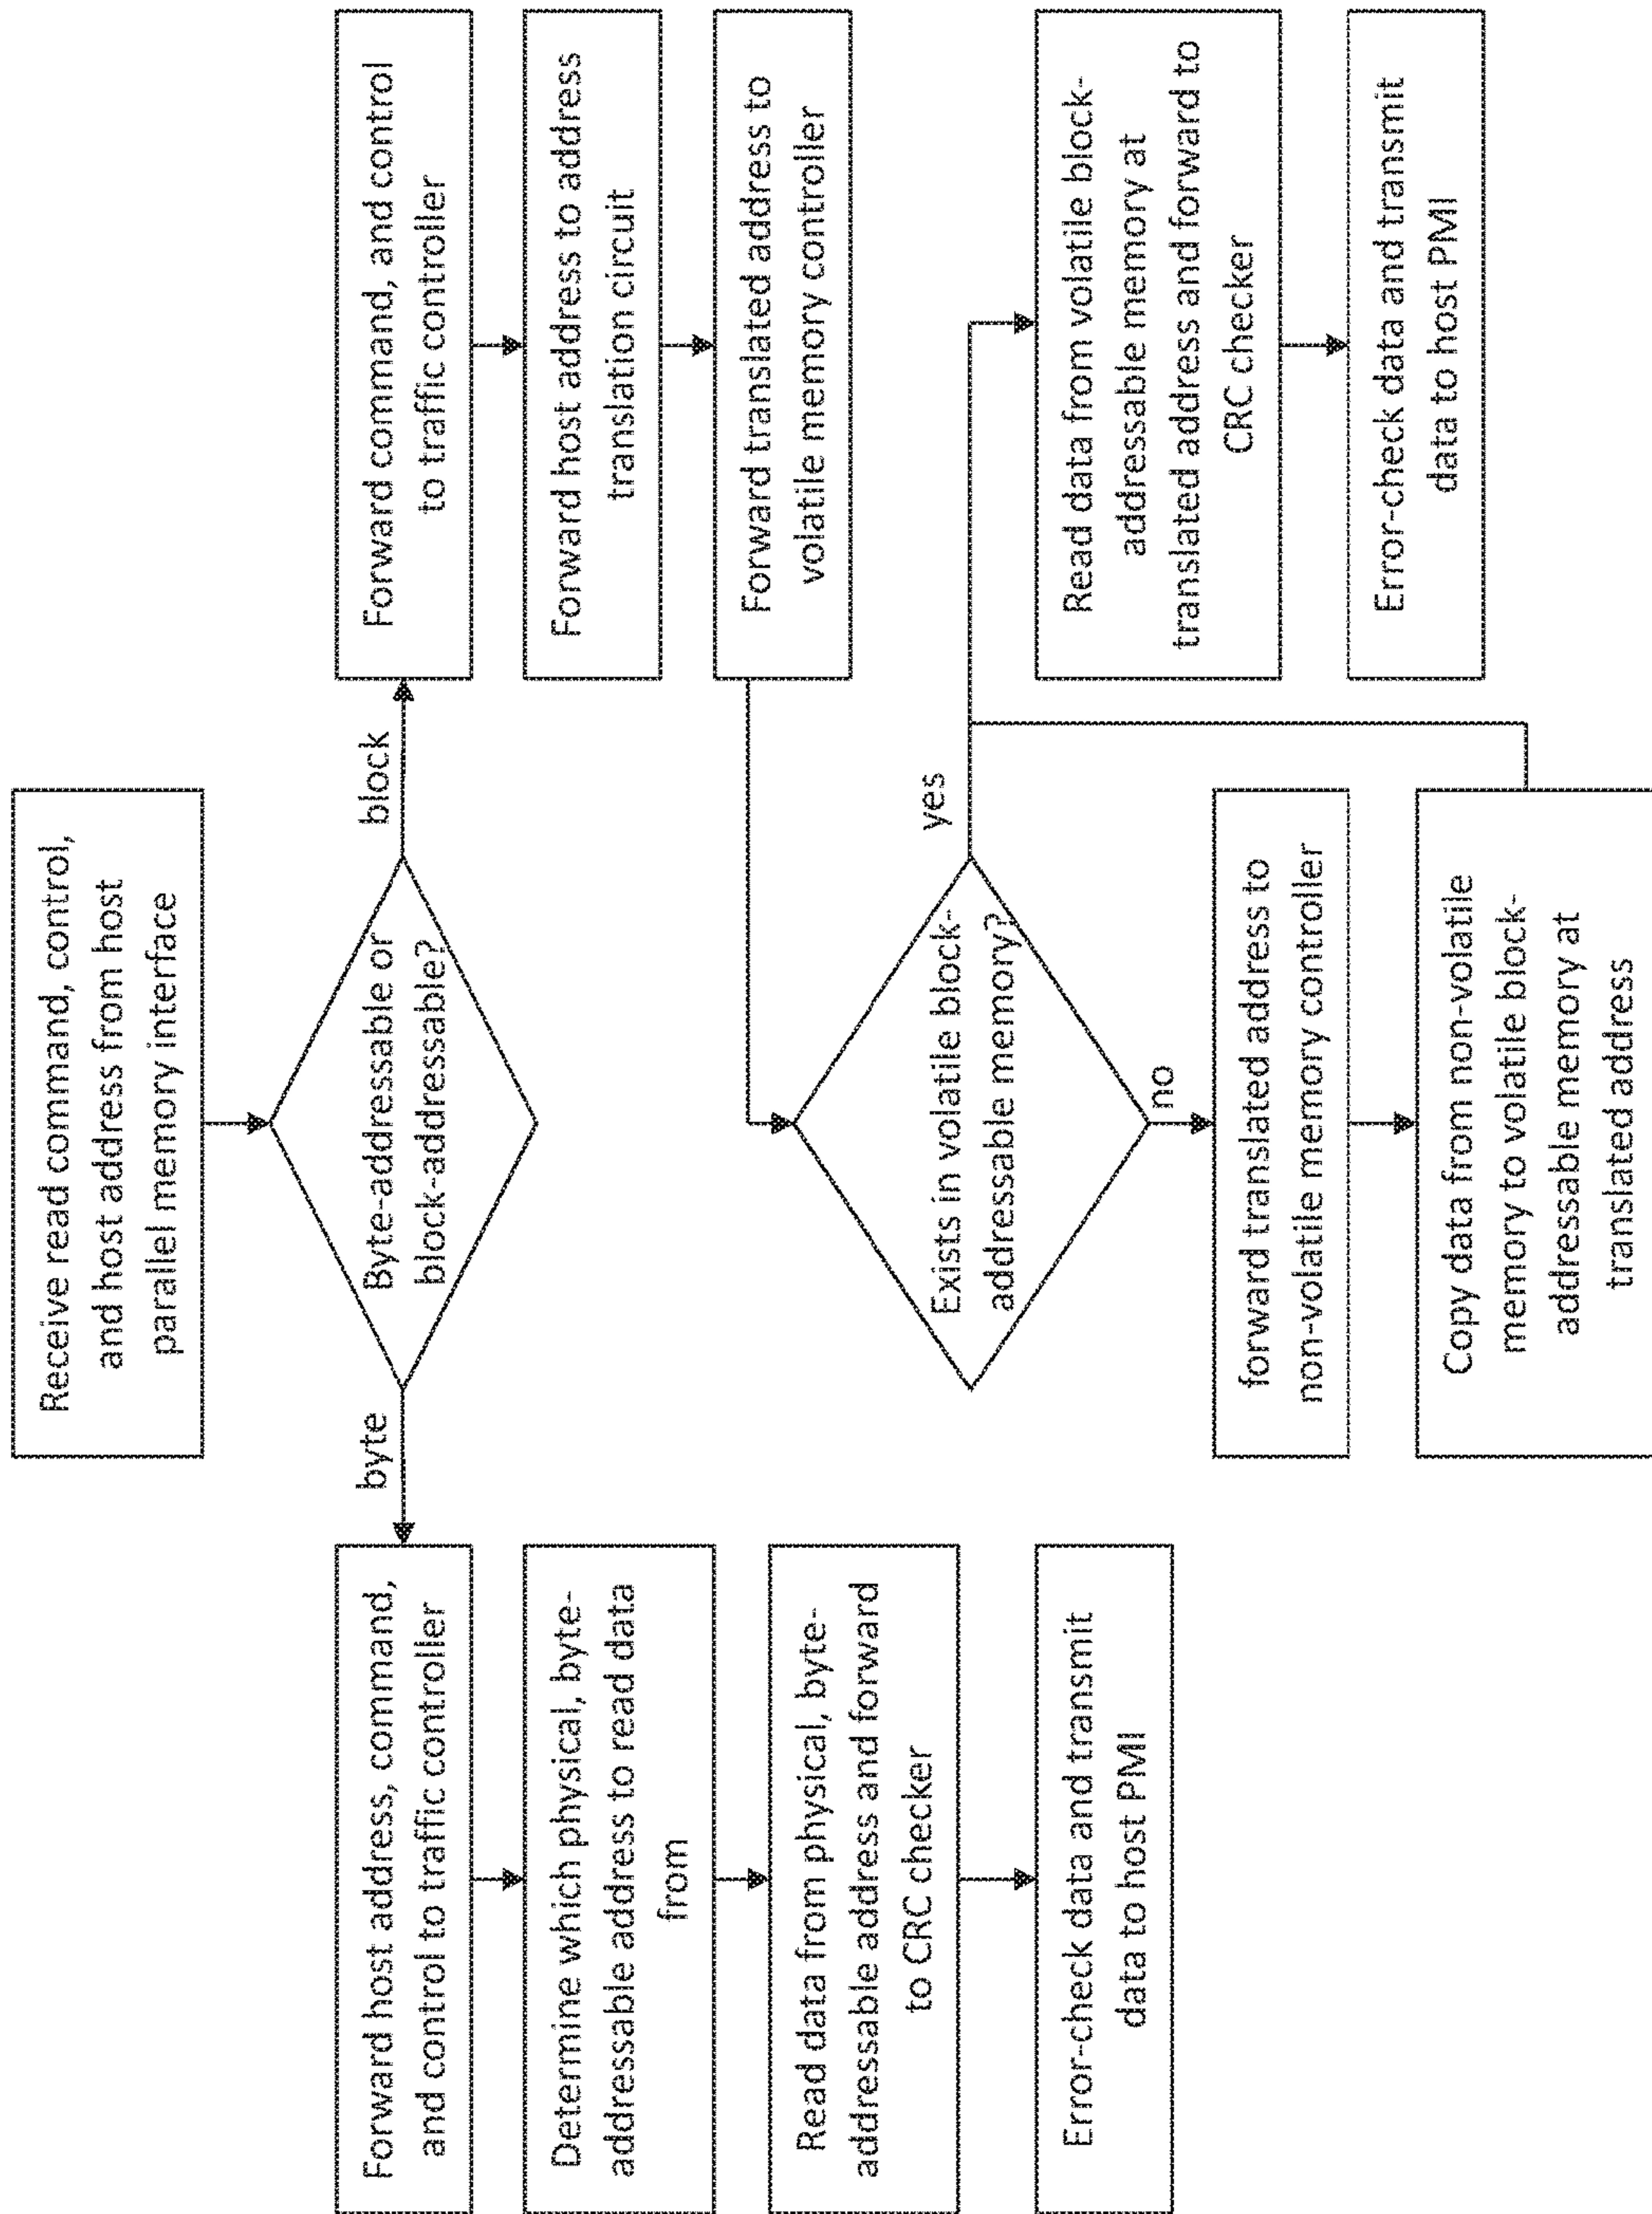 Receive read command, control,
and host address from host
parallel memory interface
Byte-addressable or
block-addressable?
byte
block
Forward host address, command,
and control to traffic controller
Determine which physical, byte-
addressable address to read data
from
Read data from physical, byte-
addressable address and forward
to CRC checker
Error-check data and transmit
data to host PMI
Forward command, and control
to traffic controller
Forward host address to address
translation circuit
Forward translated address to
volatile memory controller
Exists in volatile block-
addressable memory?
yes
no
forward translated address to
non-volatile memory controller
Copy data from non-volatile
memory to volatile block-
addressable memory at
translated address
Read data from volatile block-
addressable memory at
translated address and forward to
CRC checker
Error-check data and transmit
data to host PMI